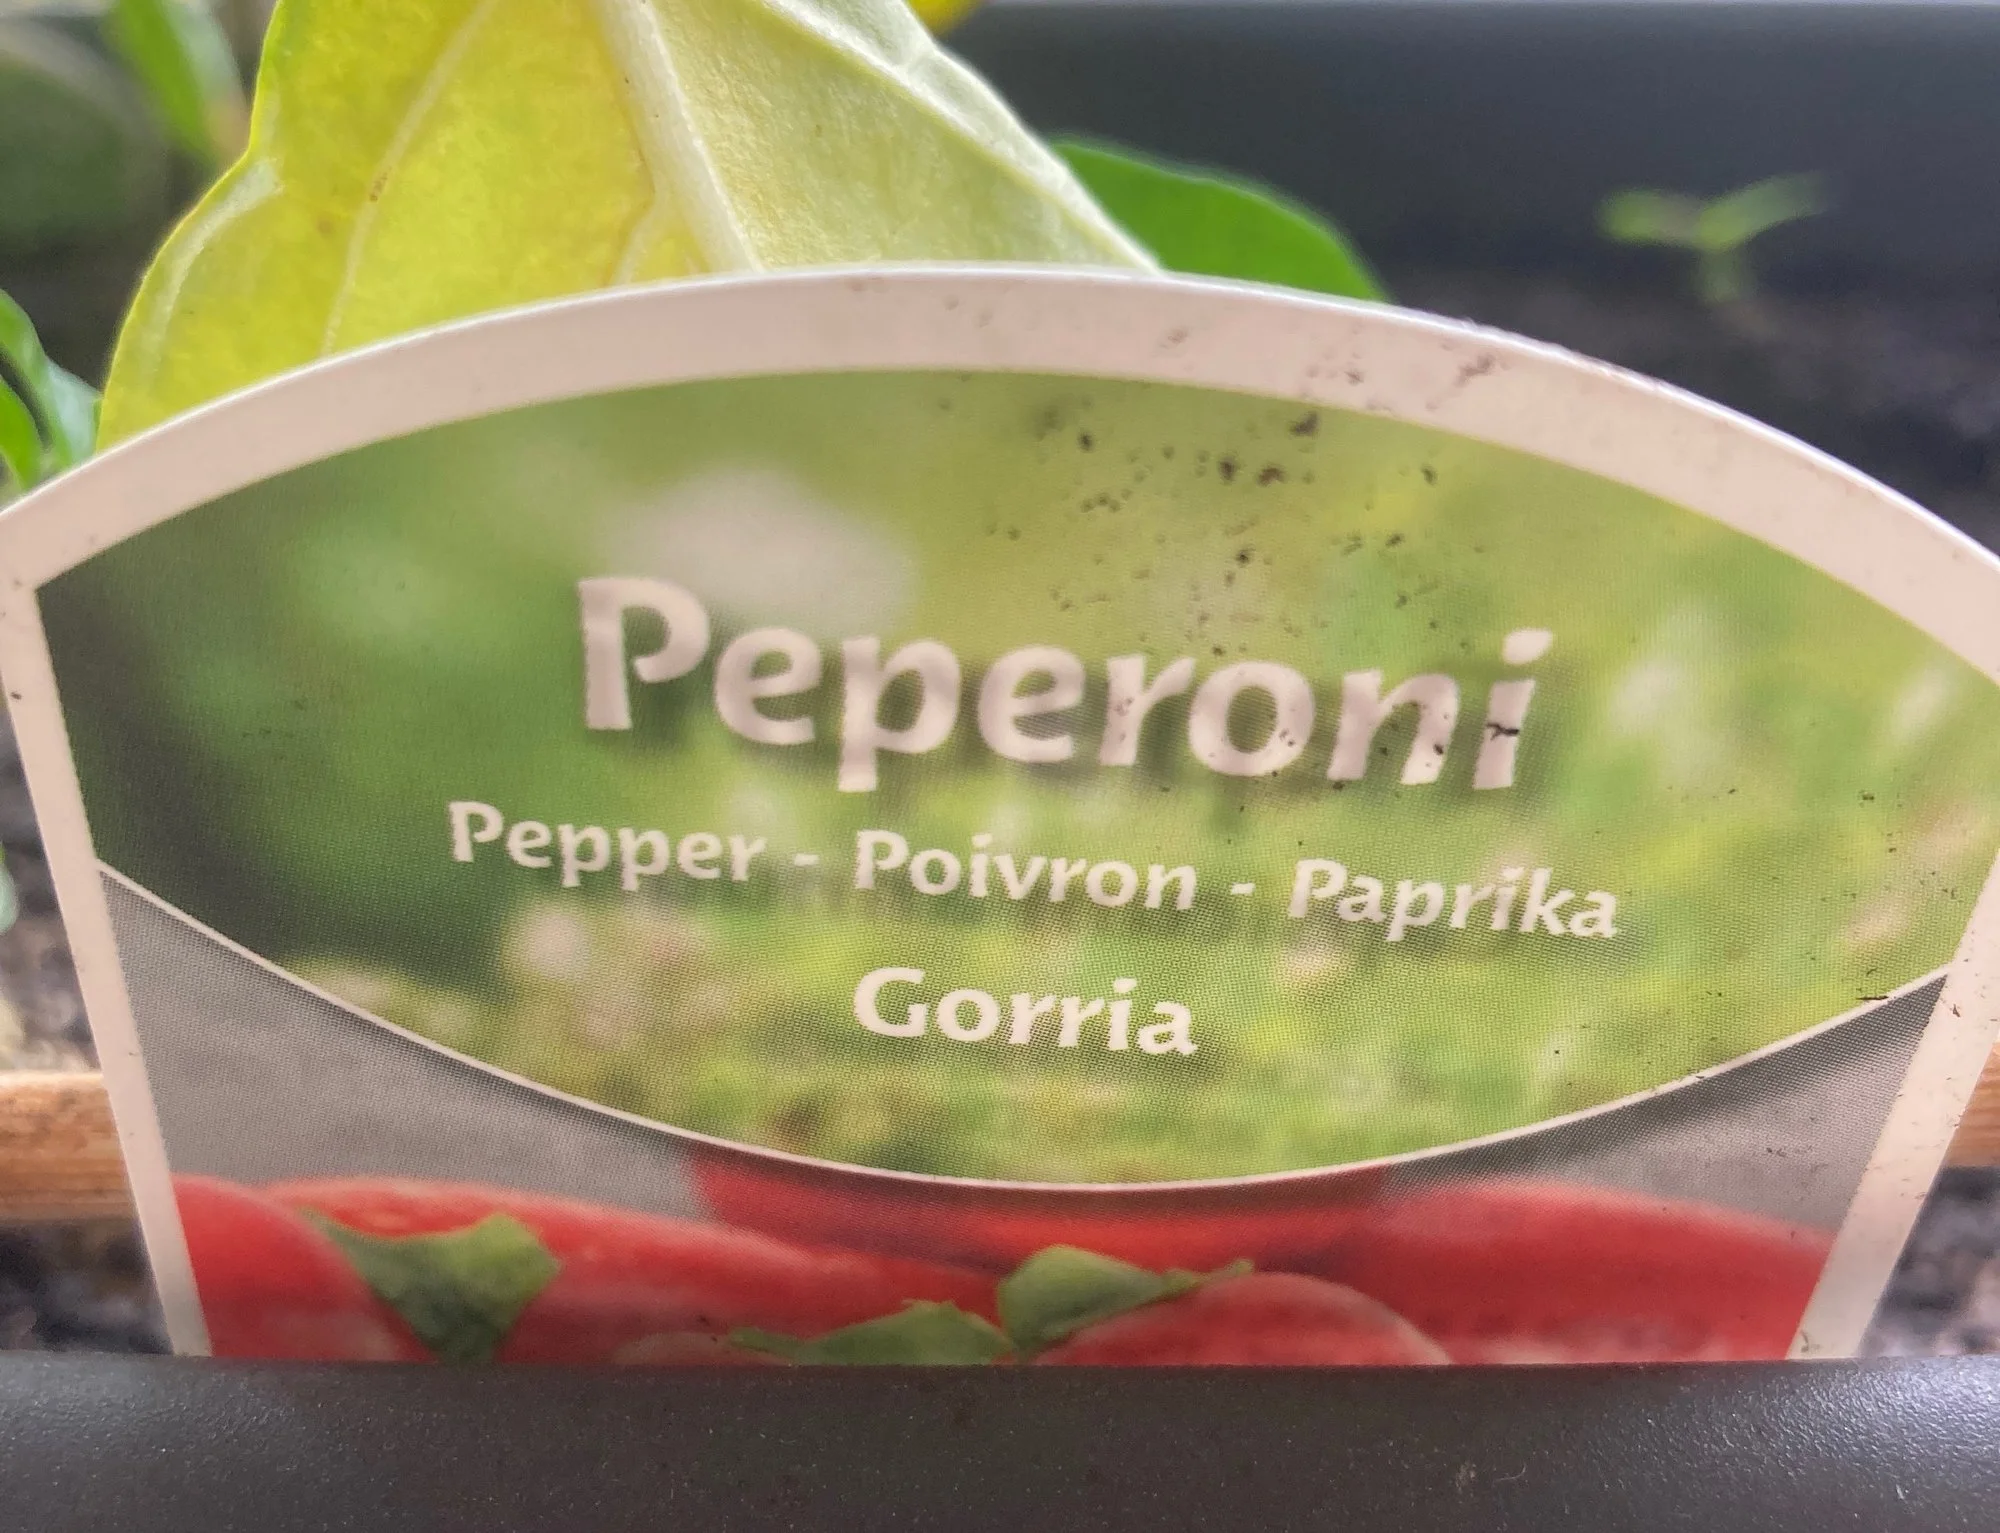 Peperoni
Pepper - Poivron - Paprika
Gorria